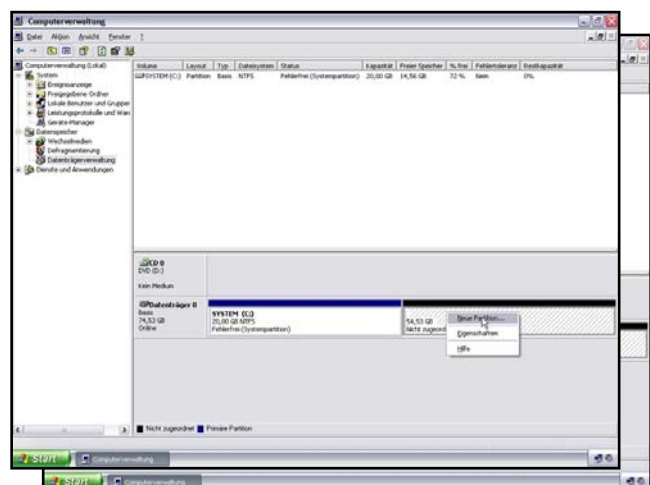 Computerverwaltung
Datei Aktion Ansicht Fenster ?
Computerverwaltung (Lokal)
System
Ereignisanzeige
Freigegebene Ordner
Lokale Benutzer und Gruppen
Leistungsprotokolle und Warn
Geräte-Manager
Datenspeicher
Wechselmedien
Defragmentierung
Datenträgerverwaltung
Dienste und Anwendungen
Volume Layout Typ Dateisystem Status Kapazität Freier Speicher % frei Fehlertoleranz Restkapazität
SYSTEM (C:) Partition Basis NTFS Fehlerfrei (Systempartition) 20,00 GB 14,56 GB 72 % Nein 0%
CD 0
DVD (D:)
Kein Medium
Datenträger 0
Basis
74,53 GB
Online
SYSTEM (C:)
20,00 GB NTFS
Fehlerfrei (Systempartition)
54,53 GB
Nicht zugeord
Neue Partition...
Eigenschaften
Hilfe
Nicht zugeordnet Primäre Partition
Start Computerverwaltung
Start